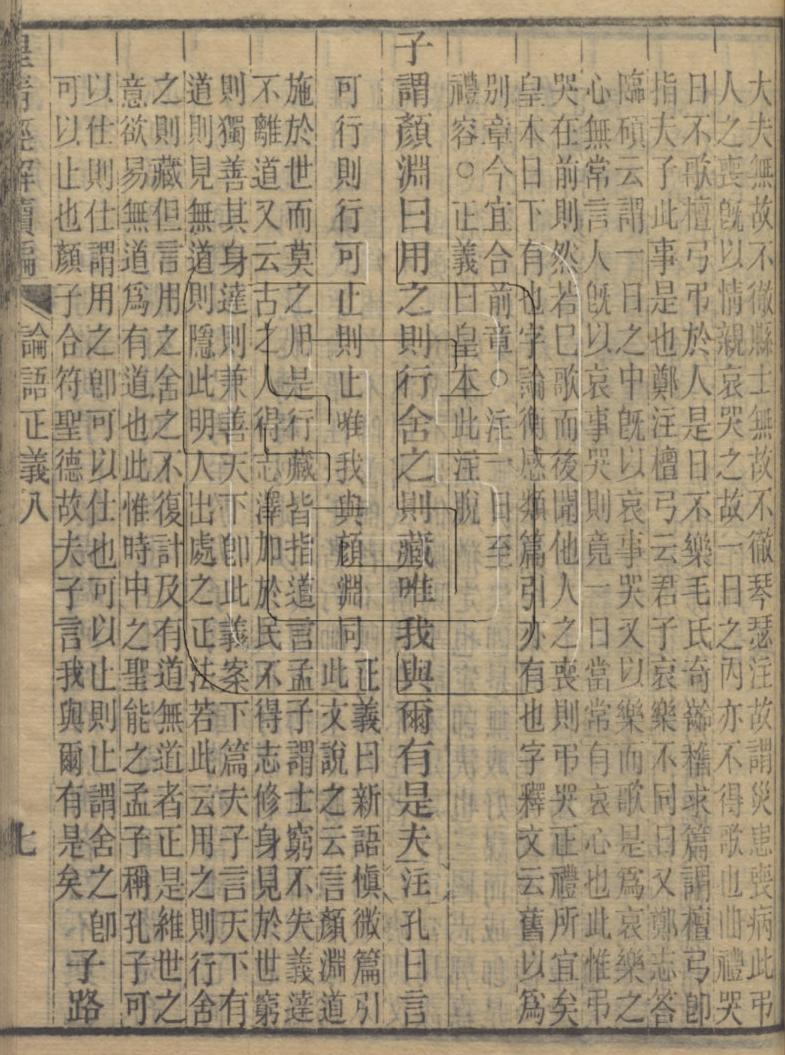 大夫無故不徹縣士無故不徹琴瑟注故謂災患喪病此弔
人之喪既以情親哀哭之故一日之內亦不得歌也曲禮哭
日不歌檀弓弔於人是日不樂毛氏奇齡稽求篇謂檀弓卽
指夫子此事是也鄭注檀弓云君子哀樂不同日又鄭志答
臨碩云謂一日之中既以哀事哭又以樂而歌是爲哀樂之
心無常言人既以哀事哭則竟一日當常有哀心也此惟弔
哭在前則然若已歌而後聞他人之喪則弔哭正禮所宜矣
皇本日下有也字論衡感類篇引亦有也字釋文云舊以爲
別章今宜合前章○注一日至
禮容○正義曰皇本此注脫
子謂顏淵曰用之則行舍之則藏唯我與爾有是夫注孔曰言
可行則行可止則止唯我與顏淵同
正義曰新語愼微篇引
此文說之云言顏淵道
施於世而莫之用是行藏皆指道言孟子謂士窮不失義達
不離道又云古之人得志澤加於民不得志修身見於世窮
則獨善其身達則兼善天下卽此義案下篇夫子言天下有
道則見無道則隱此明人出處之正法若此云用之則行舍
之則藏但言用之舍之不復計及有道無道者正是維世之
意欲易無道爲有道也此惟時中之聖能之孟子稱孔子可
以仕則仕謂用之卽可以仕也可以止則止謂舍之卽
可以止也顏子合符聖德故夫子言我與爾有是矣
子路
皇清經解續編
論語正義八
七